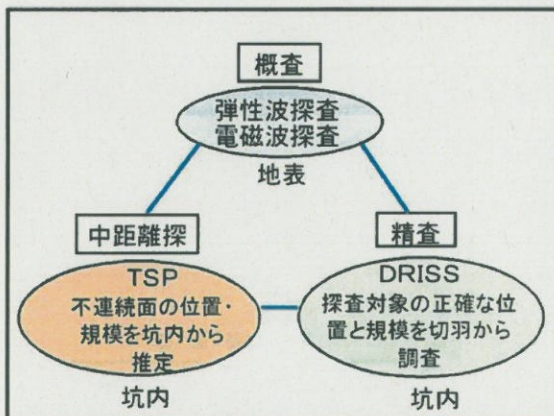 概査
弾性波探査
電磁波探査
地表
中距離探
精査
TSP
不連続面の位置・
規模を坑内から
推定
DRISS
探査対象の正確な位
置と規模を切羽から
調査
坑内
坑内